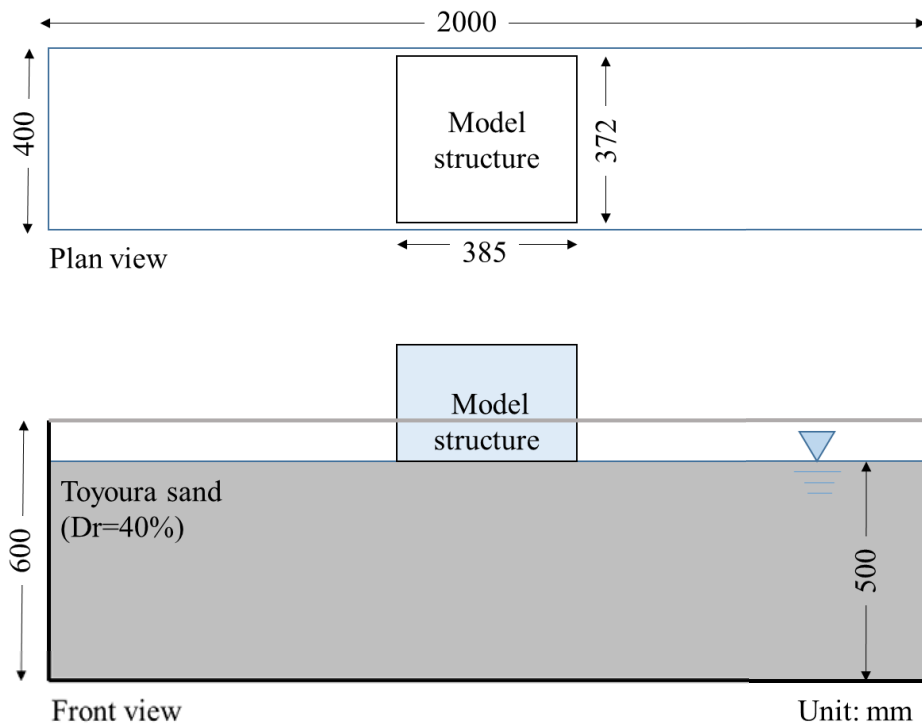 2000
400
Model
structure
372
385
Plan view
Model
structure
Toyoura sand
(Dr=40%)
600
500
Front view
Unit: mm